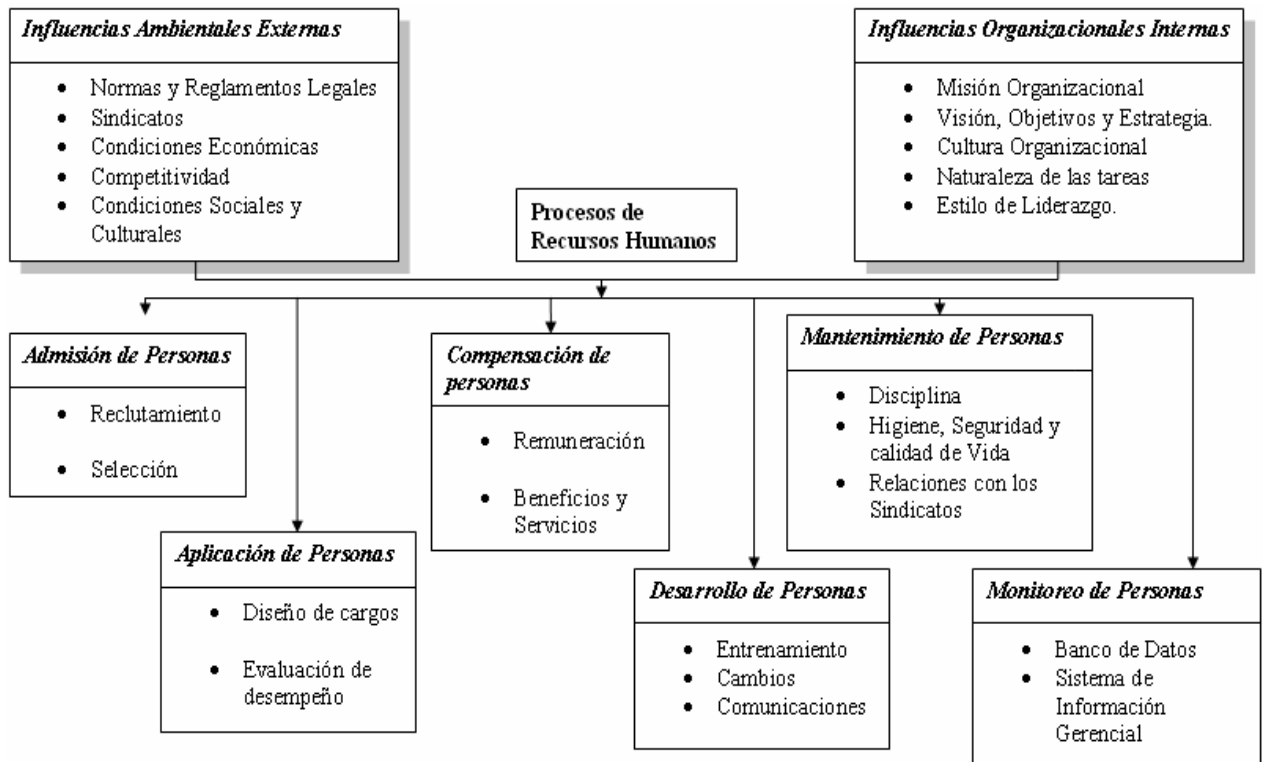 Influencias Ambientales Externas
• Normas y Reglamentos Legales
• Sindicatos
• Condiciones Económicas
• Competitividad
• Condiciones Sociales y
Culturales
Influencias Organizacionales Internas
• Misión Organizacional
• Visión, Objetivos y Estrategia.
• Cultura Organizacional
• Naturaleza de las tareas
• Estilo de Liderazgo.
Procesos de
Recursos Humanos
Admisión de Personas
• Reclutamiento
• Selección
Aplicación de Personas
• Diseño de cargos
• Evaluación de
desempeño
Compensación de
personas
• Remuneración
• Beneficios y
Servicios
Desarrollo de Personas
• Entrenamiento
• Cambios
• Comunicaciones
Mantenimiento de Personas
• Disciplina
• Higiene, Seguridad y
calidad de Vida
• Relaciones con los
Sindicatos
Monitoreo de Personas
• Banco de Datos
• Sistema de
Información
Gerencial